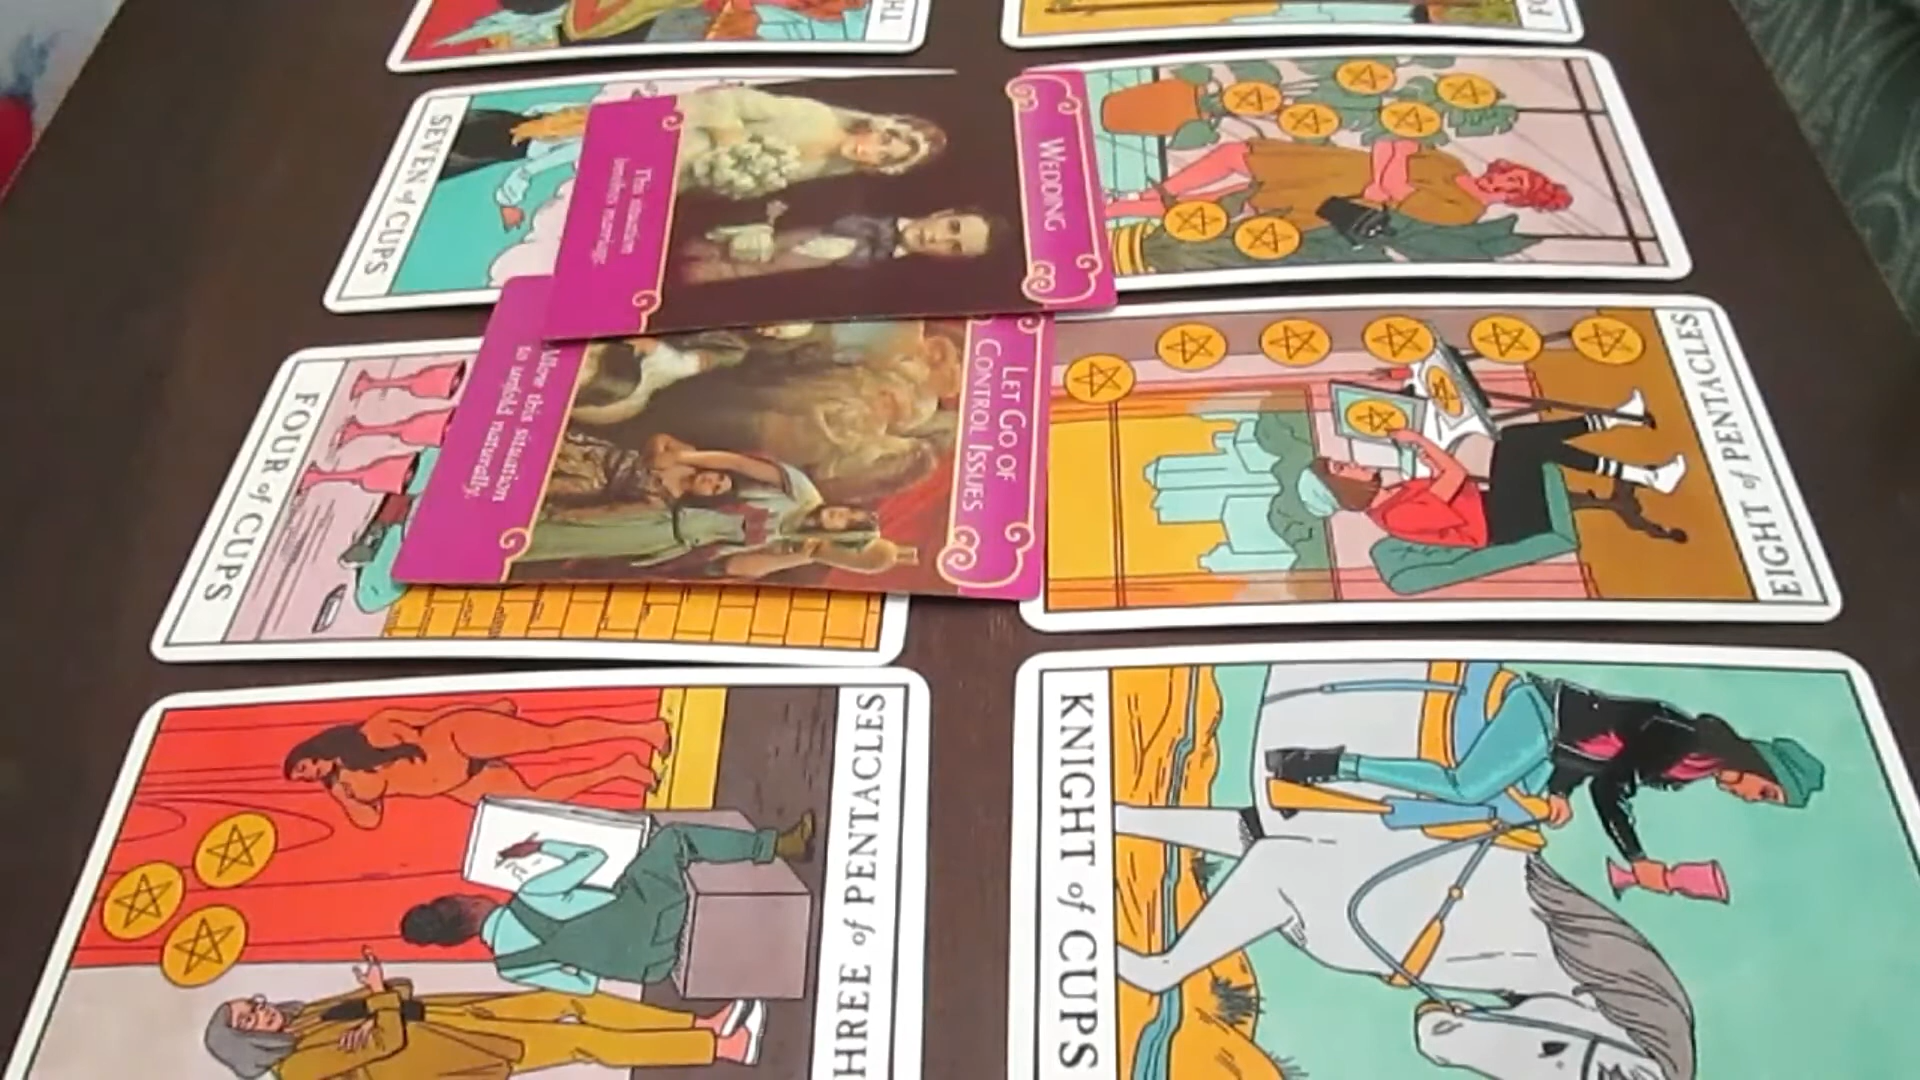 SEVEN of CUPS
WEDDING
This situation
involves marriage.
FOUR of CUPS
LET GO OF
CONTROL ISSUES
Allow this situation
to unfold naturally.
EIGHT of PENTACLES
HREE of PENTACLES
KNIGHT of CUPS